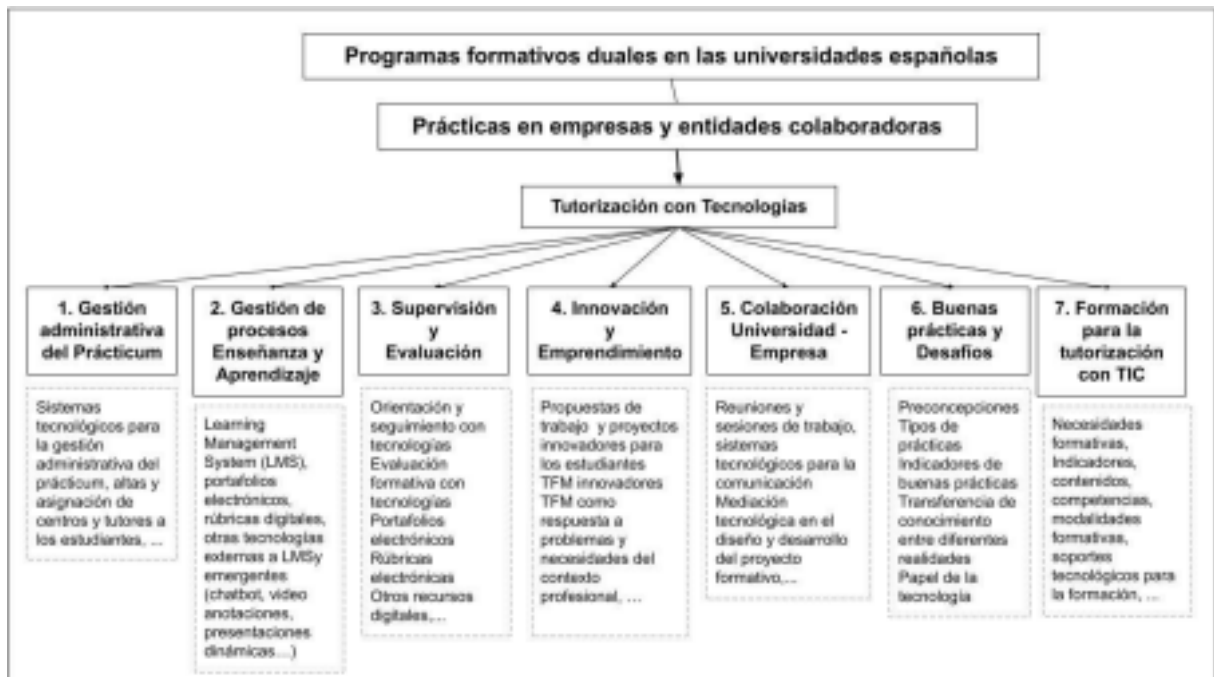 Programas formativos duales en las universidades españolas
Prácticas en empresas y entidades colaboradoras
Tutorización con Tecnologías
1. Gestión
administrativa
del Prácticum
Sistemas
tecnológicos para
la gestión
administrativa del
prácticum, altas y
asignación de
centros y tutores a
los estudiantes, ...
2. Gestión de
procesos
Enseñanza y
Aprendizaje
Learning
Management
System (LMS),
portafolios
electrónicos,
rúbricas digitales,
otras tecnologías
externas a LMSy
emergentes
(chatbot, video
anotaciones,
presentaciones
dinámicas...)
3. Supervisión
y
Evaluación
Orientación y
seguimiento con
tecnologías
Evaluación
formativa con
tecnologías
Portafolios
electrónicos
Rúbricas
electrónicas
Otros recursos
digitales,...
4. Innovación
y
Emprendimiento
Propuestas de
trabajo y proyectos
innovadores para
los estudiantes
TFM innovadores
TFM como
respuesta a
problemas y
necesidades del
contexto
profesional, ...
5. Colaboración
Universidad -
Empresa
Reuniones y
sesiones de trabajo,
sistemas
tecnológicos para la
comunicación
Mediación
tecnológica en el
diseño y desarrollo
del proyecto
formativo,...
6. Buenas
prácticas y
Desafíos
Preconcepciones
Tipos de
prácticas
Indicadores de
buenas prácticas
Transferencia de
conocimiento
entre diferentes
realidades
Papel de la
tecnología
7. Formación
para la
tutorización
con TIC
Necesidades
formativas,
Indicadores,
contenidos,
competencias,
modalidades
formativas,
soportes
tecnológicos para
la formación, ...